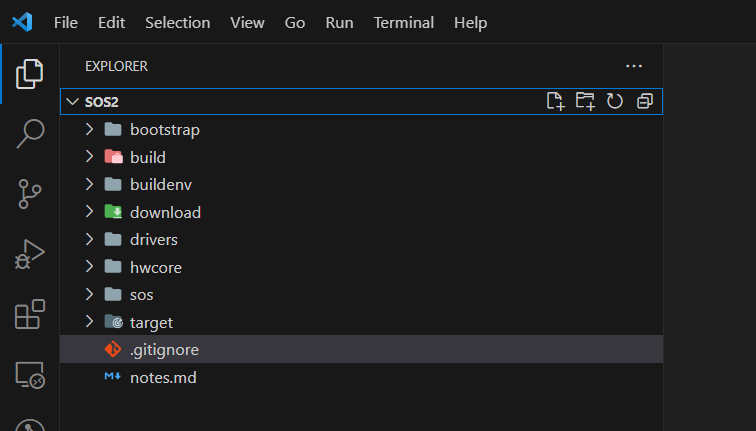 File Edit Selection View Go Run Terminal Help
EXPLORER
SOS2
bootstrap
build
buildenv
download
drivers
hwcore
sos
target
.gitignore
notes.md